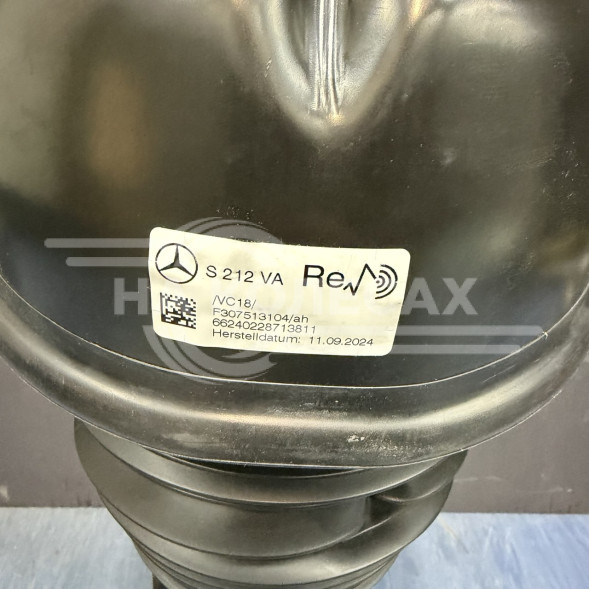 S 212 VA Re
/VC18/
F307513104/ah
66240228713811
Herstelldatum: 11.09.2024